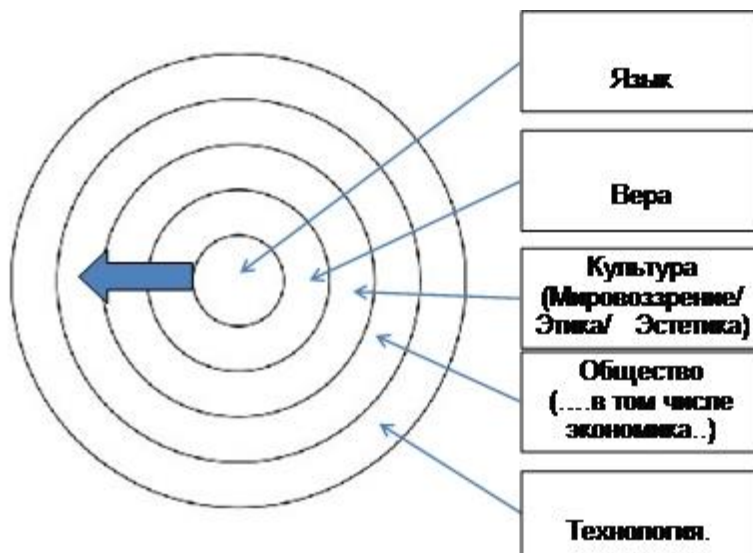 Язык
Вера
Культура
(Мировоззрение/
Этика/ Эстетика)
Общество
(....в том числе
экономика..)
Технология.